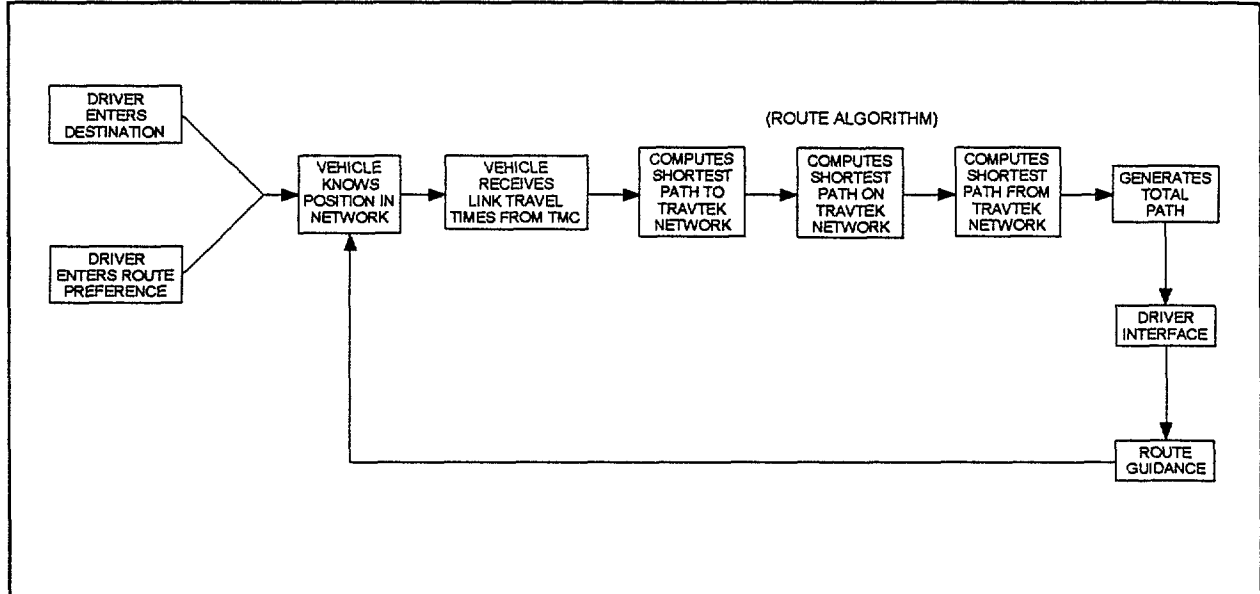 DRIVER
ENTERS
DESTINATION
DRIVER
ENTERS ROUTE
PREFERENCE
VEHICLE
KNOWS
POSITION IN
NETWORK
VEHICLE
RECEIVES
LINK TRAVEL
TIMES FROM TMC
(ROUTE ALGORITHM)
COMPUTES
SHORTEST
PATH TO
TRAVTEK
NETWORK
COMPUTES
SHORTEST
PATH ON
TRAVTEK
NETWORK
COMPUTES
SHORTEST
PATH FROM
TRAVTEK
NETWORK
GENERATES
TOTAL
PATH
DRIVER
INTERFACE
ROUTE
GUIDANCE